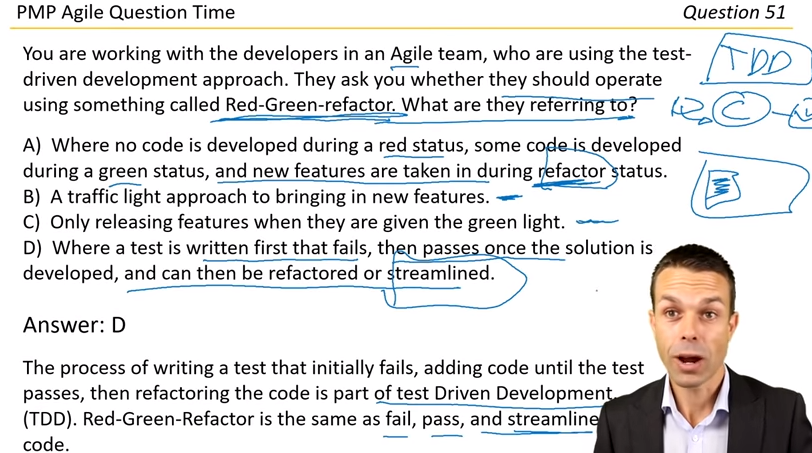 PMP Agile Question Time
Question 51
You are working with the developers in an Agile team, who are using the test-
driven development approach. They ask you whether they should operate
using something called Red-Green-refactor. What are they referring to?
TDD
C
A) Where no code is developed during a red status, some code is developed
during a green status, and new features are taken in during refactor status.
B) A traffic light approach to bringing in new features.
C) Only releasing features when they are given the green light.
D) Where a test is written first that fails, then passes once the solution is
developed, and can then be refactored or streamlined.
Answer: D
The process of writing a test that initially fails, adding code until the test
passes, then refactoring the code is part of test Driven Development
(TDD). Red-Green-Refactor is the same as fail, pass, and streamline
code.